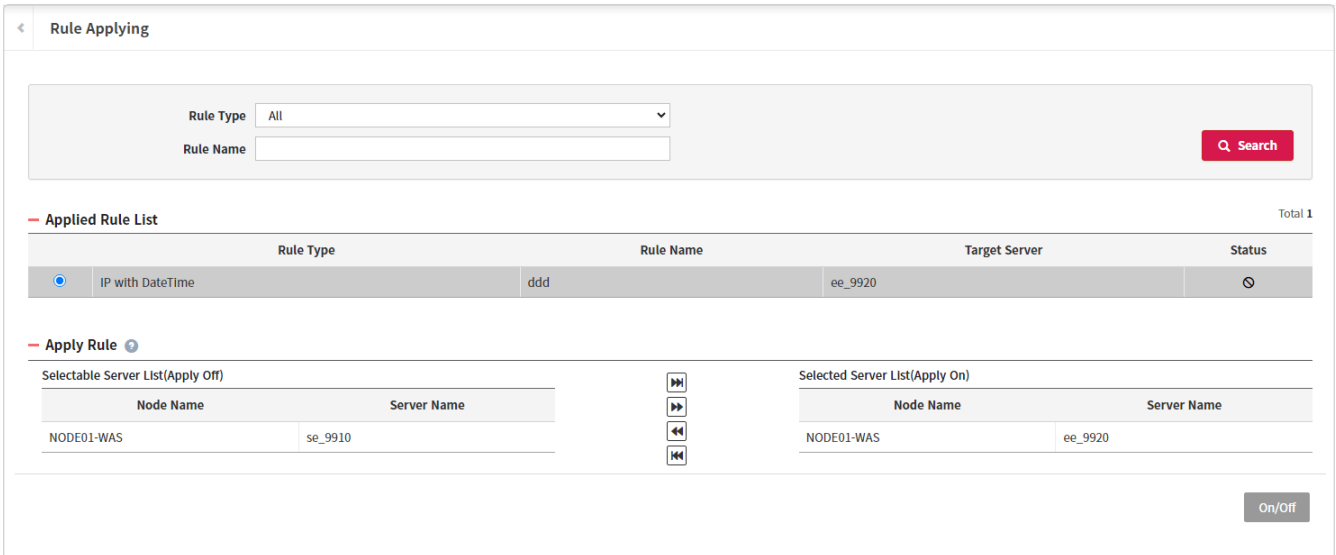 Rule Applying
Rule Type All
Rule Name
Search
Applied Rule List Total 1
Rule Type Rule Name Target Server Status
IP with DateTime ddd ee_9920
Apply Rule ?
Selectable Server List(Apply Off) Selected Server List(Apply On)
Node Name Server Name Node Name Server Name
NODE01-WAS se_9910 NODE01-WAS ee_9920
On/Off